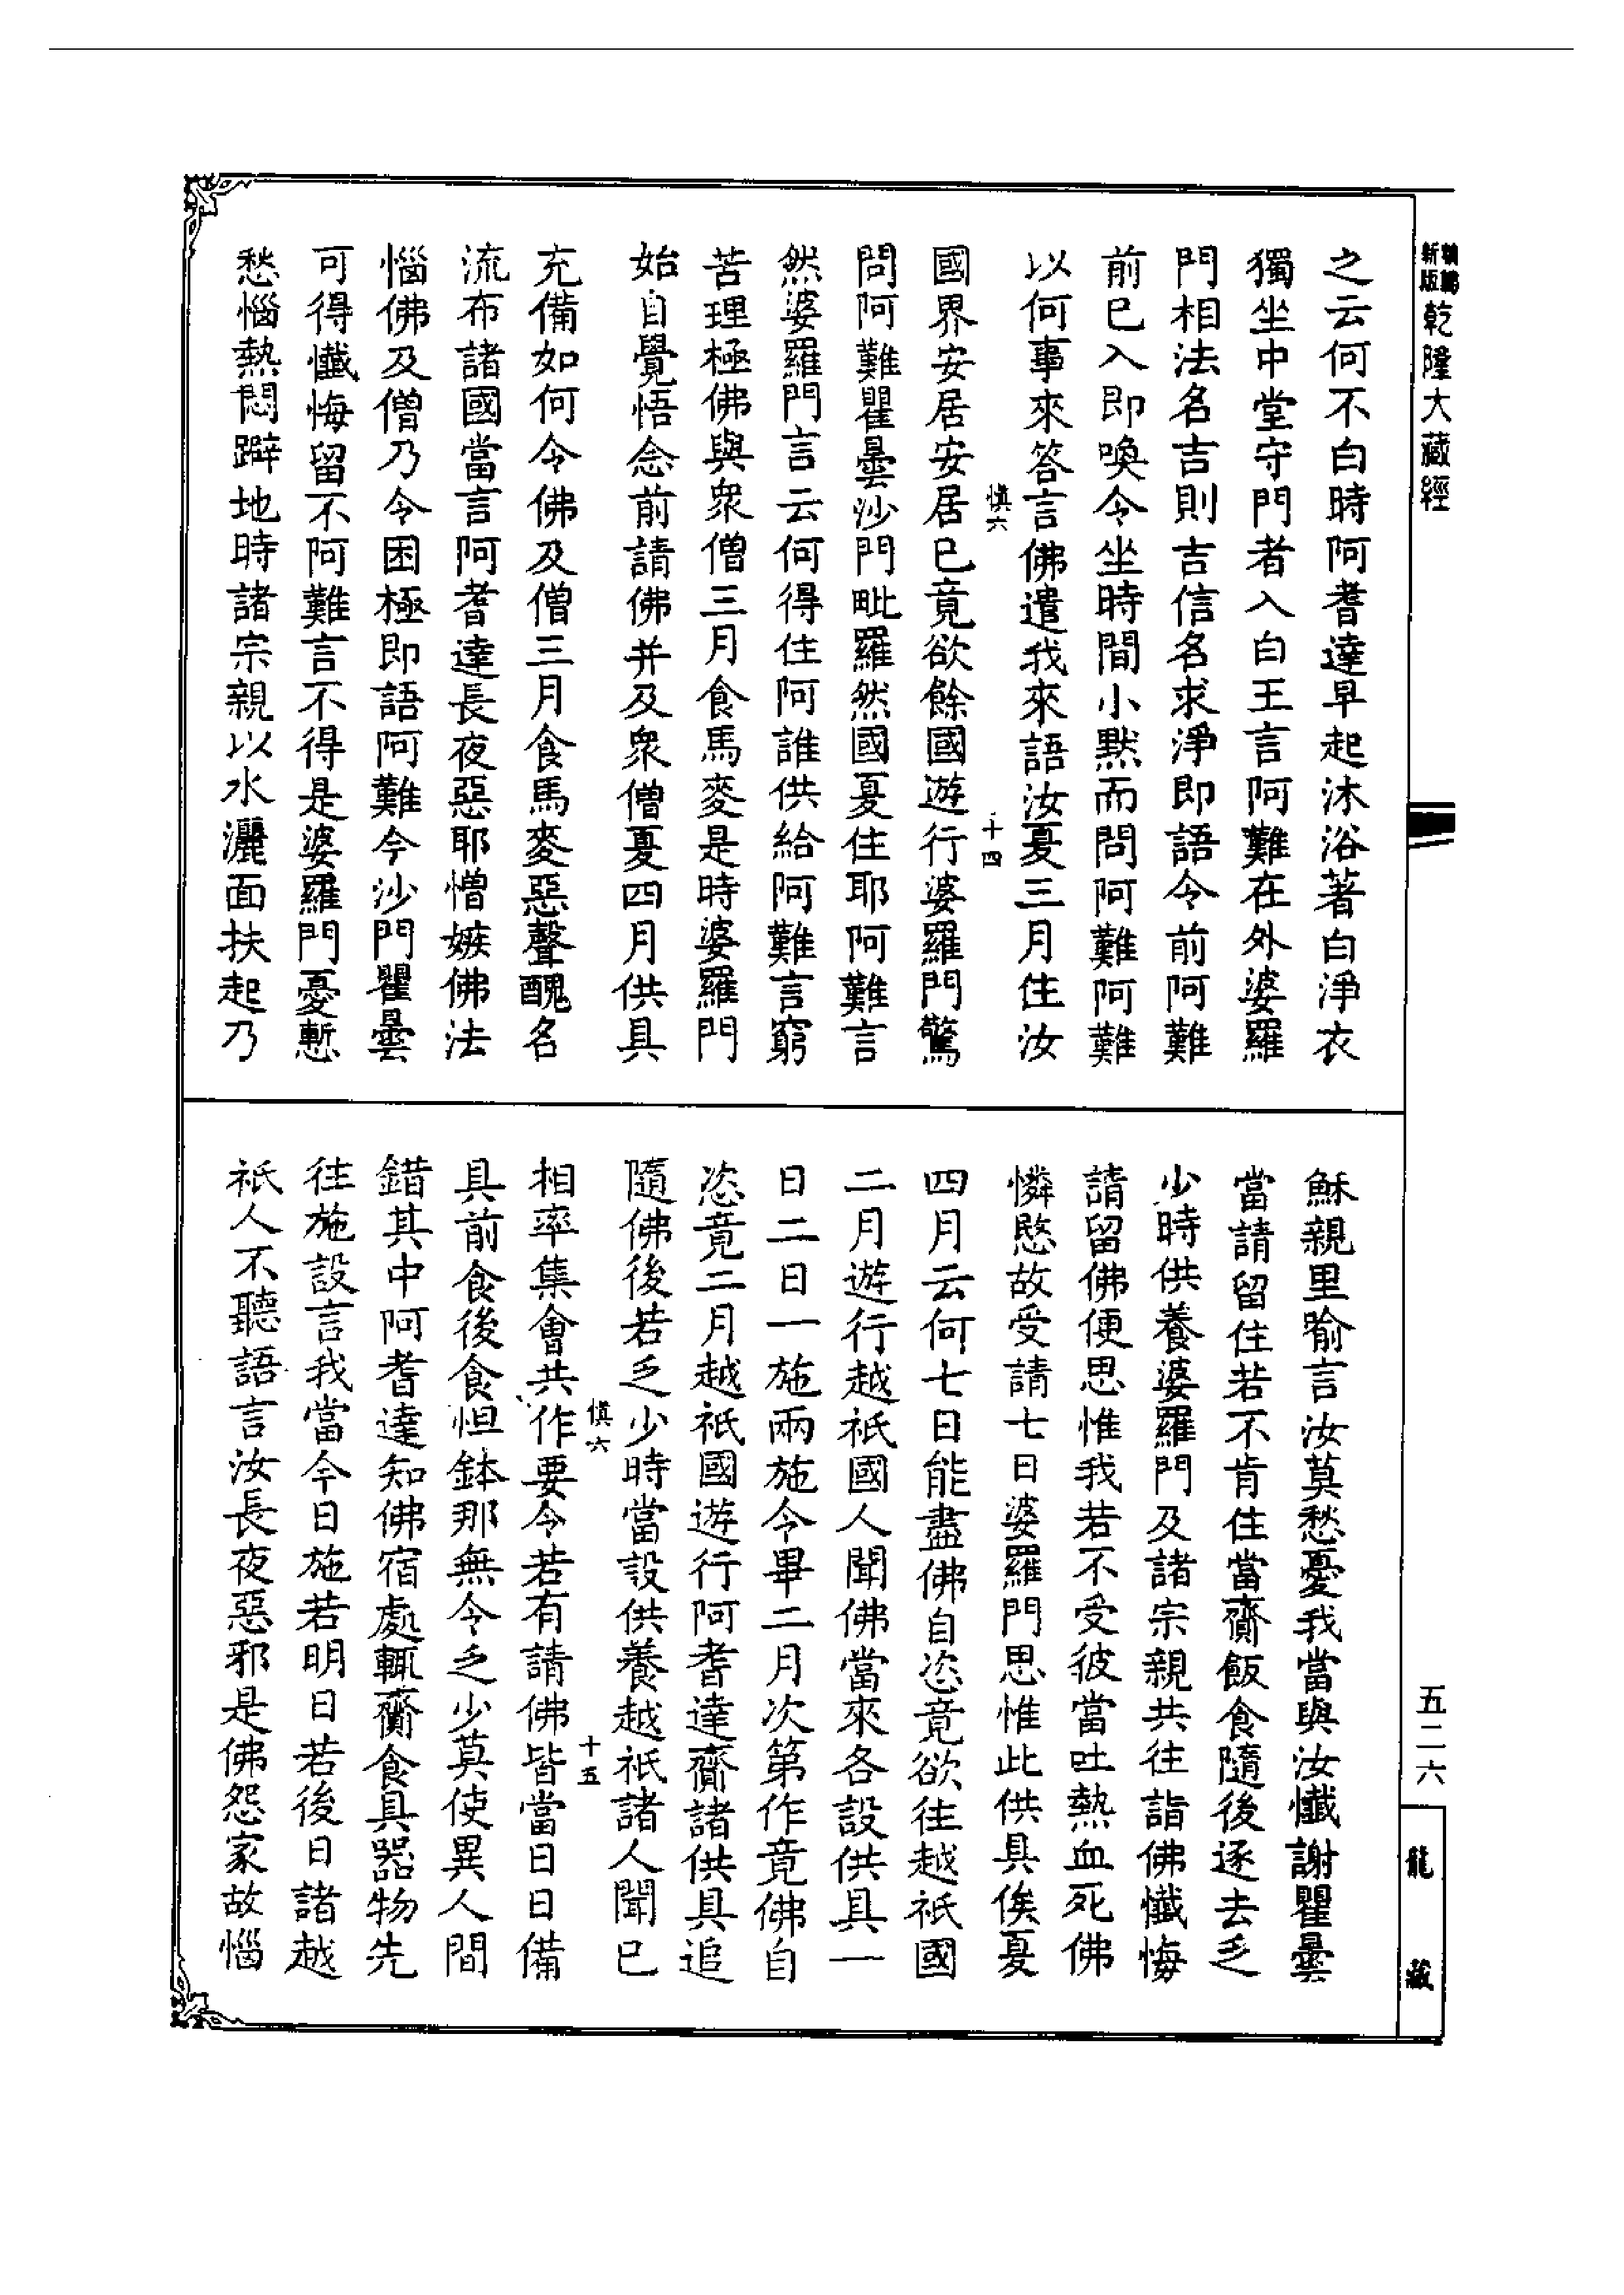 新版
乾隆大藏經
之云何不白時阿耆達早起沐浴著白淨衣
獨坐中堂守門者入白王言阿難在外婆羅
門相法名吉則吉信名求淨即語令前阿難
前已入即喚令坐時間小默而問阿難阿難
以何事來答言佛遣我來語汝夏三月住汝
慎六
十四
國界安居安居已竟欲餘國遊行婆羅門驚
問阿難瞿曇沙門毗羅然國夏住耶阿難言
然婆羅門言云何得住阿誰供給阿難言窮
苦理極佛與眾僧三月食馬麥是時婆羅門
始自覺悟念前請佛并及眾僧夏四月供具
充備如何令佛及僧三月食馬麥惡聲醜名
流布諸國當言阿耆達長夜惡耶憎嫉佛法
惱佛及僧乃令困極即語阿難今沙門瞿曇
可得懺悔留不阿難言不得是婆羅門憂慙
愁惱熱悶躃地時諸宗親以水灑面扶起乃
穌親里喻言汝莫愁憂我當與汝懺謝瞿曇
當請留住若不肯住當齎飯食隨後逐去乏
少時供養婆羅門及諸宗親共往詣佛懺悔
請留佛便思惟我若不受彼當吐熱血死佛
憐愍故受請七日婆羅門思惟此供具俟夏
四月云何七日能盡佛自恣竟欲往越祇國
二月遊行越祇國人聞佛當來各設供具一
日二日一施兩施令畢二月次第作竟佛自
恣竟二月越祇國遊行阿耆達齎諸供具追
隨佛後若乏少時當設供養越祇諸人聞已
慎六
十五
相率集會共作要令若有請佛皆當日日備
具前食後食怛鉢那無令乏少莫使異人間
錯其中阿耆達知佛宿處輒齎食具器物先
往施設言我當今日施若明日若後日諸越
祇人不聽語言汝長夜惡邪是佛怨家故惱
五二六
龍藏